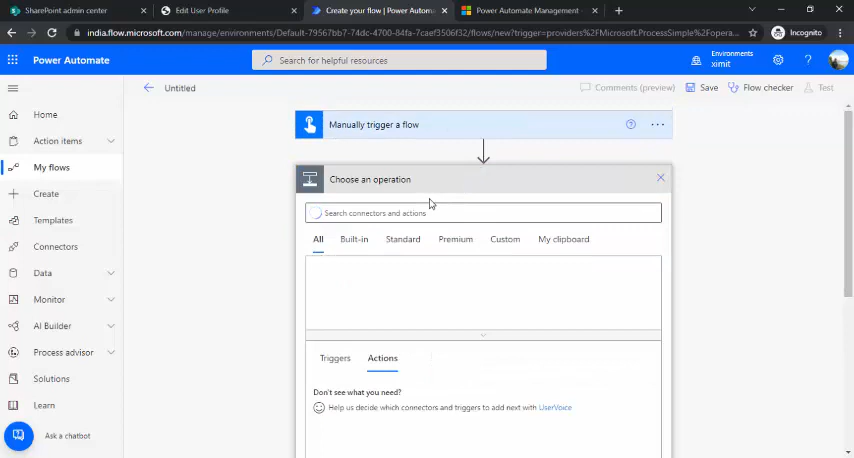 SharePoint admin center
Edit User Profile
Create your flow | Power Automat
Power Automate Management
india.flow.microsoft.com/manage/environments/Default-79567bb7-74dc-4700-84fa-7caef3506f32/flows/new?trigger=providers%2FMicrosoft.ProcessSimple%2Fopera...
Incognito
Power Automate
Search for helpful resources
Environments
ximit
Untitled
Comments (preview)
Save
Flow checker
Test
Home
Action items
My flows
Create
Templates
Connectors
Data
Monitor
AI Builder
Process advisor
Solutions
Learn
Ask a chatbot
Manually trigger a flow
Choose an operation
Search connectors and actions
All Built-in Standard Premium Custom My clipboard
Triggers Actions
Don't see what you need?
Help us decide which connectors and triggers to add next with UserVoice